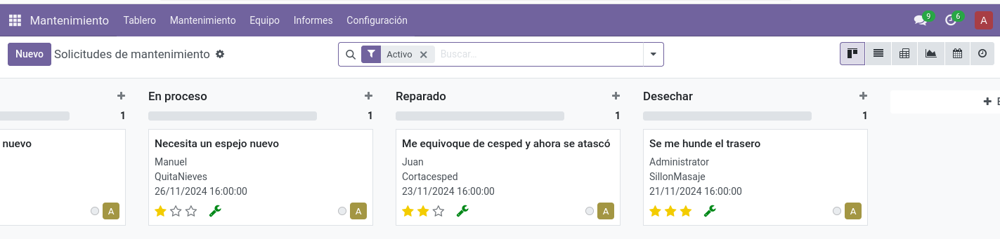 Mantenimiento Tablero Mantenimiento Equipo Informes Configuración 9 6 A
Nuevo Solicitudes de mantenimiento Activo Buscar...
En proceso Reparado Desechar
1 1 1 1
nuevo
A
Necesita un espejo nuevo
Manuel
QuitaNieves
26/11/2024 16:00:00
A
Me equivoque de cesped y ahora se atascó
Juan
Cortacesped
23/11/2024 16:00:00
A
Se me hunde el trasero
Administrator
SillonMasaje
21/11/2024 16:00:00
A